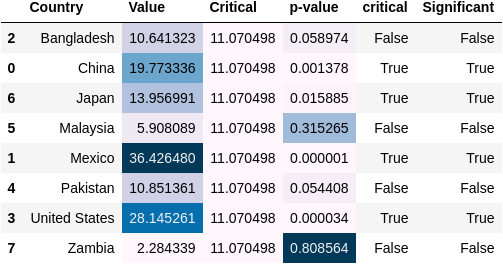 Country Value Critical p-value critical Significant
2 Bangladesh 10.641323 11.070498 0.058974 False False
0 China 19.773336 11.070498 0.001378 True True
6 Japan 13.956991 11.070498 0.015885 True True
5 Malaysia 5.908089 11.070498 0.315265 False False
1 Mexico 36.426480 11.070498 0.000001 True True
4 Pakistan 10.851361 11.070498 0.054408 False False
3 United States 28.145261 11.070498 0.000034 True True
7 Zambia 2.284339 11.070498 0.808564 False False